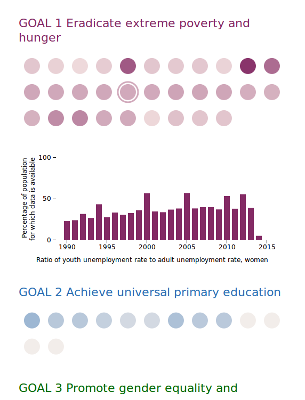 GOAL 1 Eradicate extreme poverty and
hunger
Percentage of population
for which data is available
100
50
0
1990 1995 2000 2005 2010 2015
Ratio of youth unemployment rate to adult unemployment rate, women
GOAL 2 Achieve universal primary education
GOAL 3 Promote gender equality and